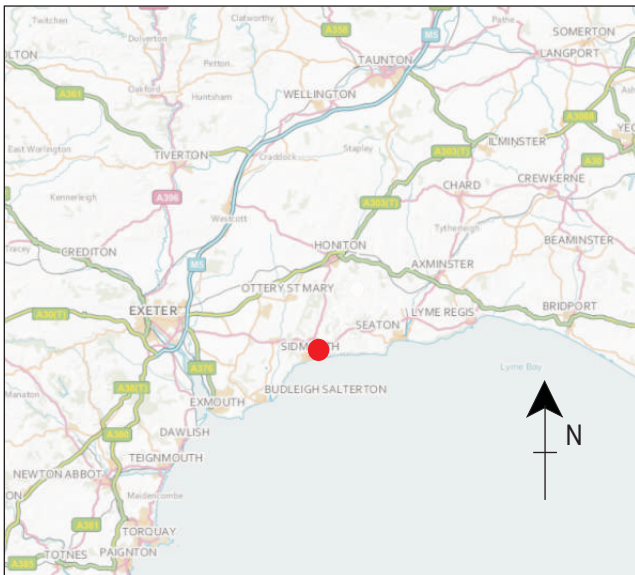 Twitchen
Clatworthy
A358
Pathe
SOMERTON
Dulverton
M5
OLTON
Petton
TAUNTON
LANGPORT
A361
Oakford
Huntsham
WELLINGTON
A3088
ILMINSTER
East Worlington
TIVERTON
Craddock
Stapley
A303(T)
A30
CREWKERNE
Kennerleigh
A396
CHARD
A303(T)
Westcott
Tytherleigh
BEAMINSTER
Tracey
CREDITON
HONITON
M5
AXMINSTER
OTTERY ST MARY
BRIDPORT
EXETER
LYME REGIS
A30(T)
SEATON
SIDMOUTH
A376
Lyme Bay
A38(T)
BUDLEIGH SALTERTON
Manaton
EXMOUTH
A380
DAWLISH
N
TEIGNMOUTH
NEWTON ABBOT
Maidencombe
A381
TORQUAY
TOTNES
PAIGNTON
A385